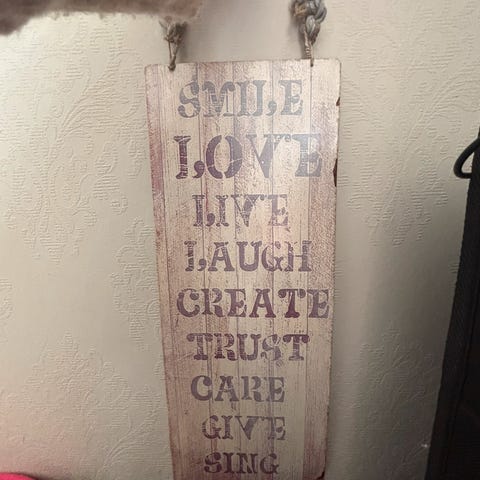 SMILE
LOVE
LIVE
LAUGH
CREATE
TRUST
CARE
GIVE
SING